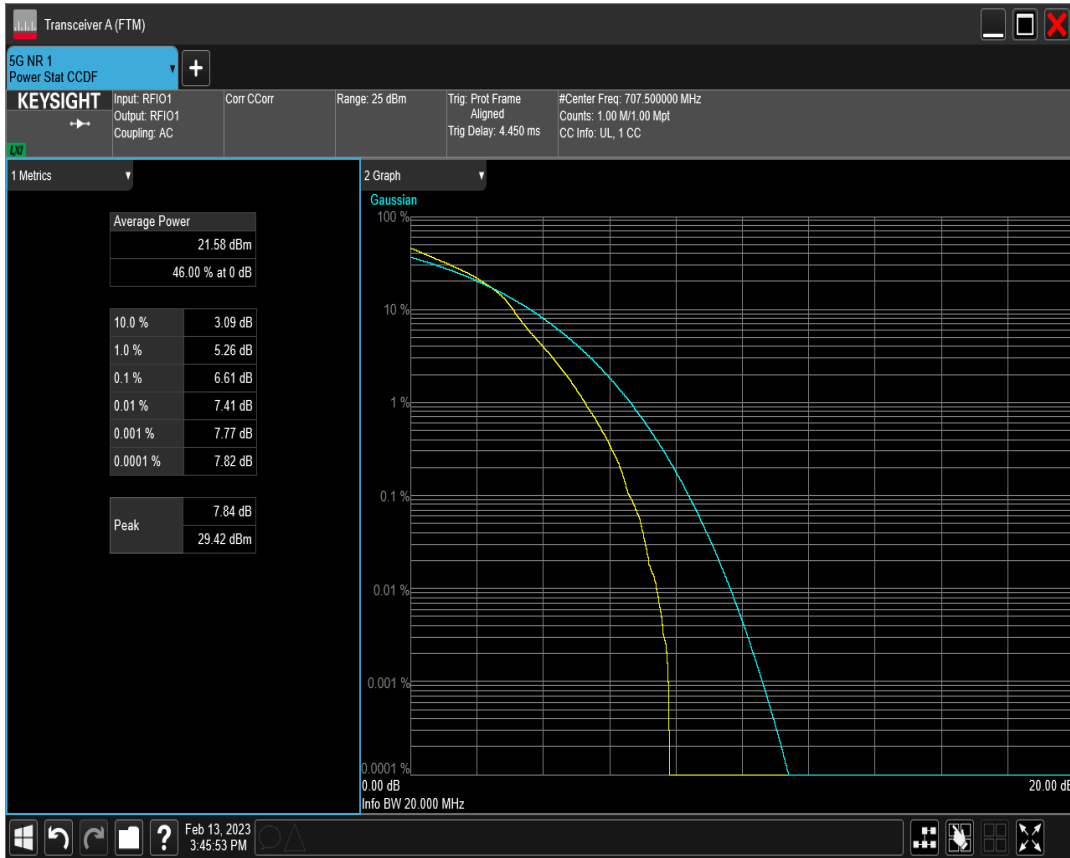 Transceiver A (FTM)
5G NR 1
Power Stat CCDF
KEYSIGHT
LXI
Input: RFIO1
Output: RFIO1
Coupling: AC
Corr CCorr
Range: 25 dBm
Trig: Prot Frame
Aligned
Trig Delay: 4.450 ms
#Center Freq: 707.500000 MHz
Counts: 1.00 M/1.00 Mpt
CC Info: UL, 1 CC
1 Metrics
Average Power
21.58 dBm
46.00 % at 0 dB
10.0 % 3.09 dB
1.0 % 5.26 dB
0.1 % 6.61 dB
0.01 % 7.41 dB
0.001 % 7.77 dB
0.0001 % 7.82 dB
Peak 7.84 dB
29.42 dBm
2 Graph
Gaussian
100 %
10 %
1 %
0.1 %
0.01 %
0.001 %
0.0001 %
0.00 dB 20.00 dB
Info BW 20.000 MHz
?
Feb 13, 2023
3:45:53 PM